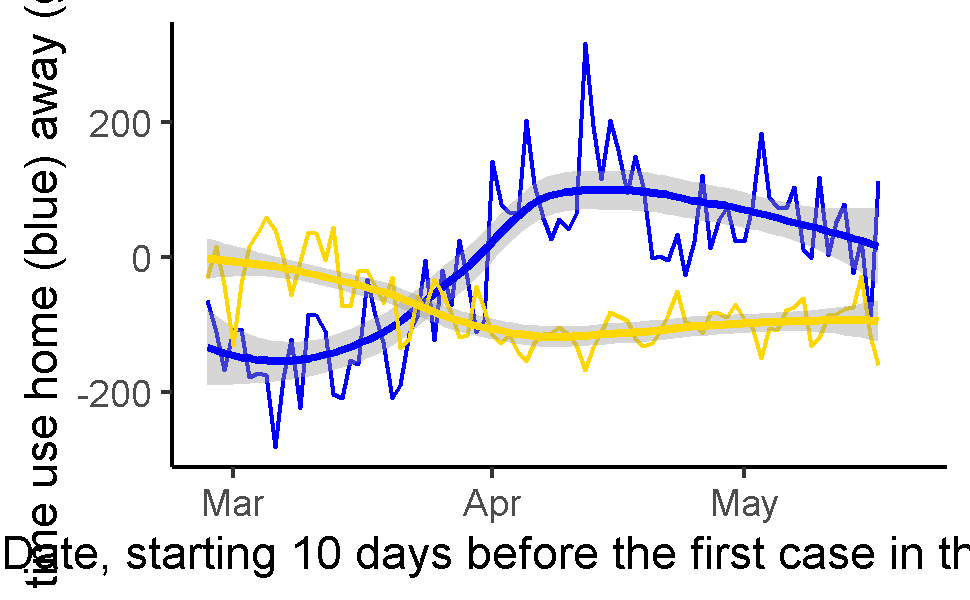 time use home (blue) away (
200
0
-200
Mar Apr May
Date, starting 10 days before the first case in th